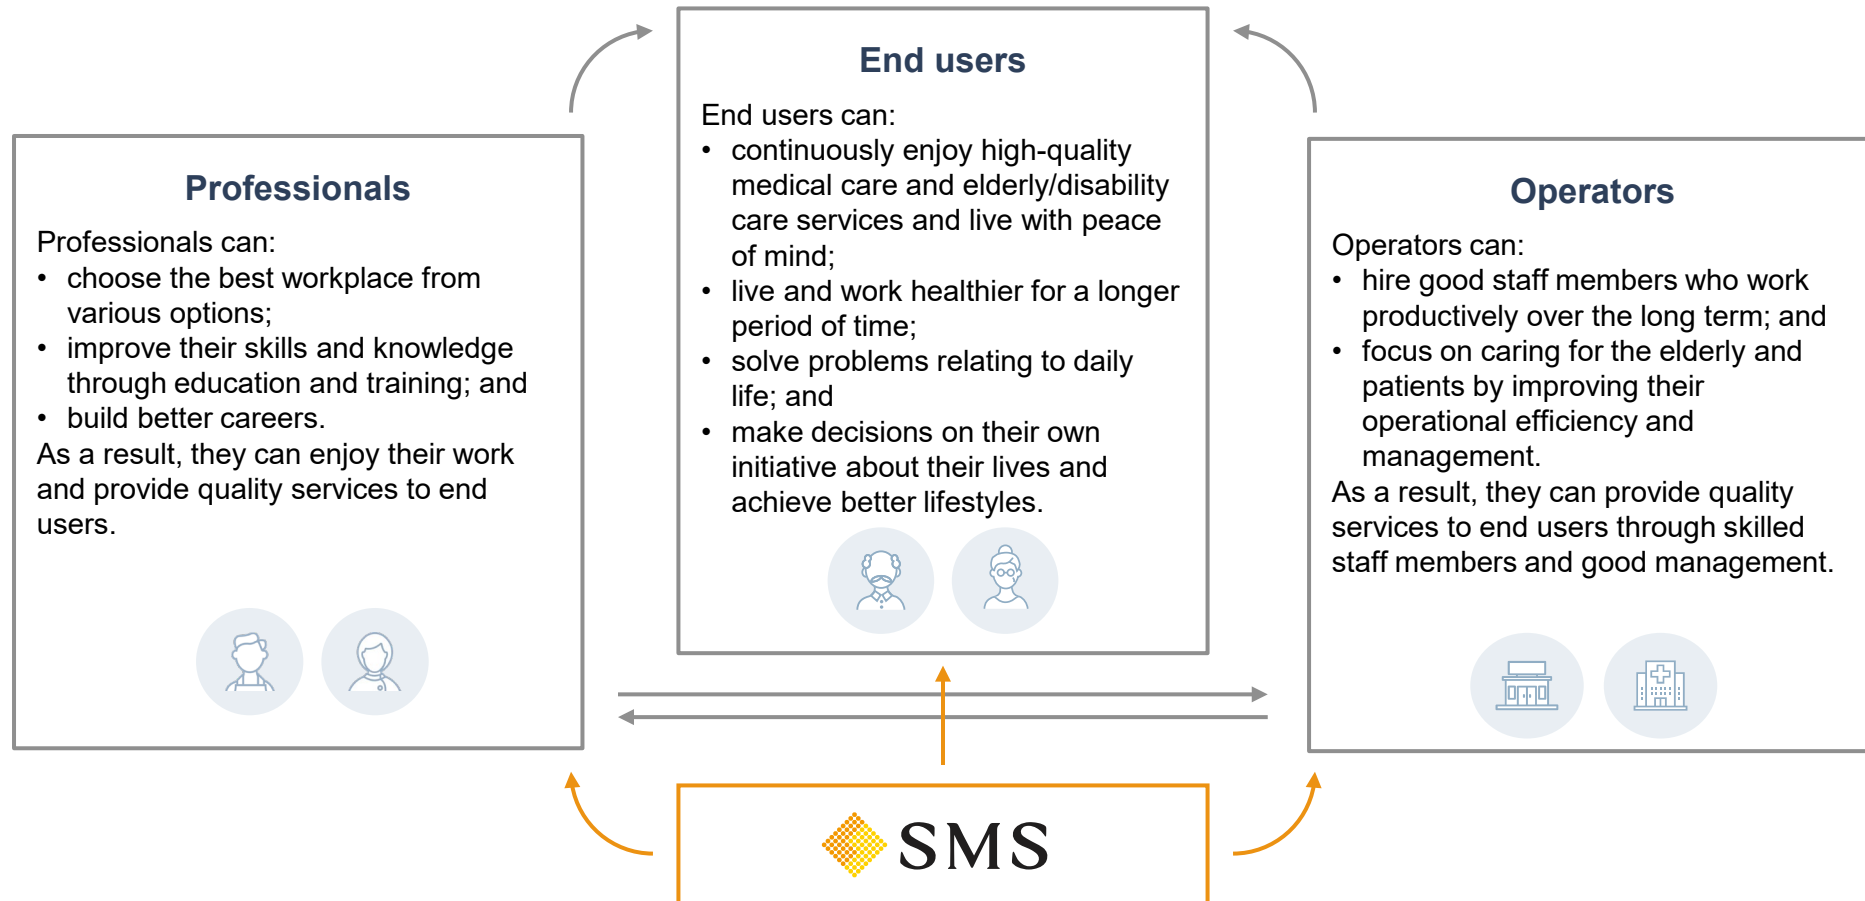 End users
End users can:
• continuously enjoy high-quality
medical care and elderly/disability
care services and live with peace
of mind;
• live and work healthier for a longer
period of time;
• solve problems relating to daily
life; and
• make decisions on their own
initiative about their lives and
achieve better lifestyles.
Professionals
Professionals can:
• choose the best workplace from
various options;
• improve their skills and knowledge
through education and training; and
• build better careers.
As a result, they can enjoy their work
and provide quality services to end
users.
Operators
Operators can:
• hire good staff members who work
productively over the long term; and
• focus on caring for the elderly and
patients by improving their
operational efficiency and
management.
As a result, they can provide quality
services to end users through skilled
staff members and good management.
SMS